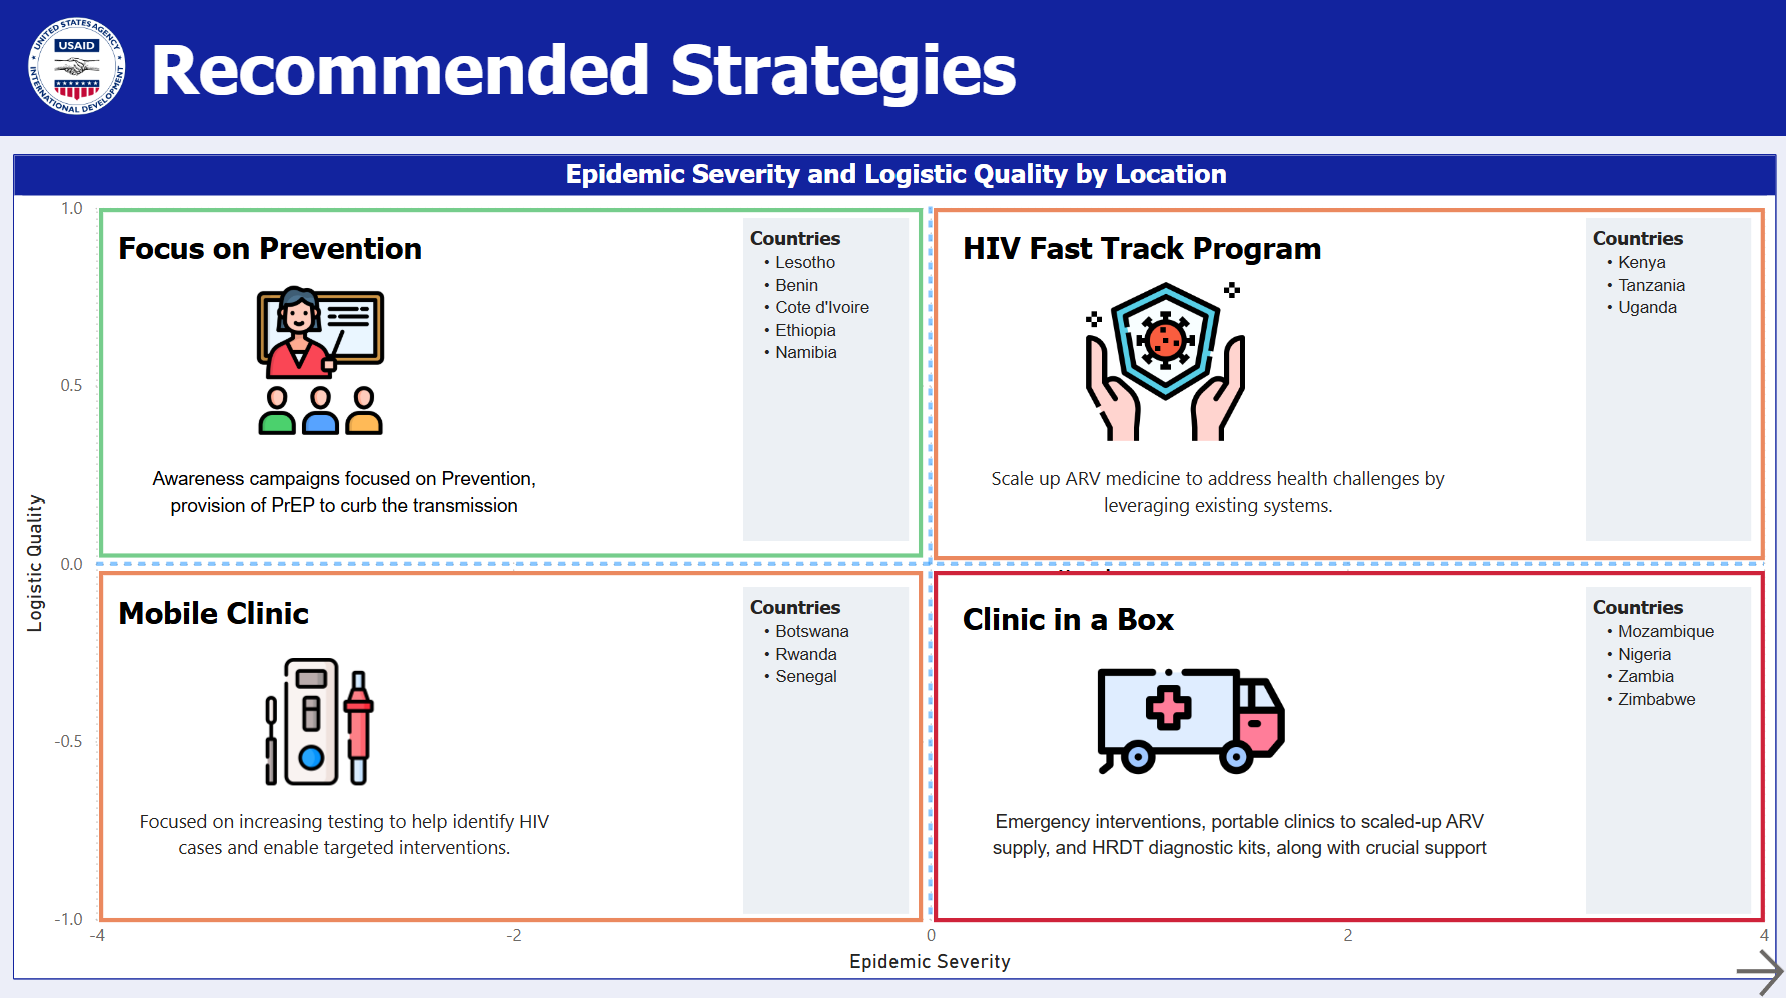 UNITED STATES AGENCY
USAID
INTERNATIONAL DEVELOPMENT
Recommended Strategies
Epidemic Severity and Logistic Quality by Location
Logistic Quality
1.0
0.5
0.0
-0.5
-1.0
Focus on Prevention
Awareness campaigns focused on Prevention,
provision of PrEP to curb the transmission
Countries
• Lesotho
• Benin
• Cote d'Ivoire
• Ethiopia
• Namibia
HIV Fast Track Program
Scale up ARV medicine to address health challenges by
leveraging existing systems.
Countries
• Kenya
• Tanzania
• Uganda
Mobile Clinic
Focused on increasing testing to help identify HIV
cases and enable targeted interventions.
Countries
• Botswana
• Rwanda
• Senegal
Clinic in a Box
Emergency interventions, portable clinics to scaled-up ARV
supply, and HRDT diagnostic kits, along with crucial support
Countries
• Mozambique
• Nigeria
• Zambia
• Zimbabwe
-4
-2
0
2
4
Epidemic Severity